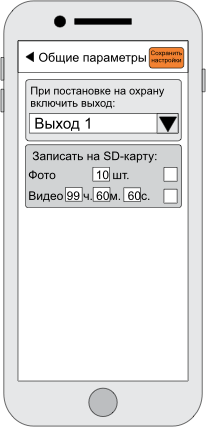 Общие параметры
Сохранить
настройки
При постановке на охрану
включить выход:
Выход 1
Записать на SD-карту:
Фото 10 шт.
Видео 99 ч. 60 м. 60 с.